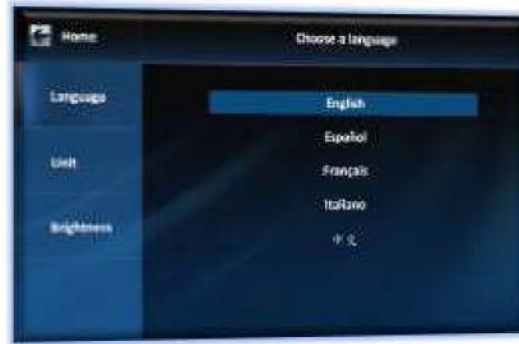 Home
Choose a language
Language
English
Español
Unit
Français
Italiano
Brightness
中文